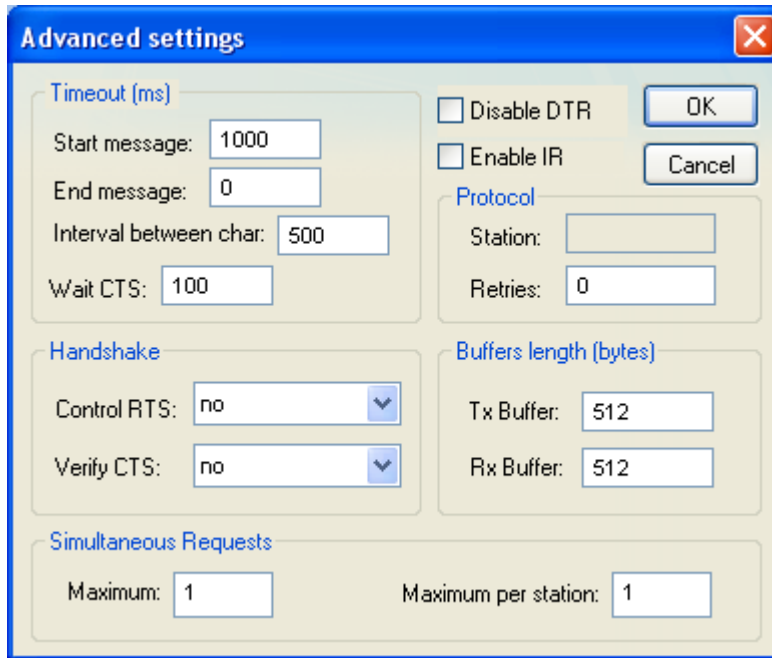 Advanced settings
Timeout (ms)
Start message: 1000
End message: 0
Interval between char: 500
Wait CTS: 100
Disable DTR
Enable IR
OK
Cancel
Protocol
Station:
Retries: 0
Handshake
Control RTS: no
Verify CTS: no
Buffers length (bytes)
Tx Buffer: 512
Rx Buffer: 512
Simultaneous Requests
Maximum: 1
Maximum per station: 1